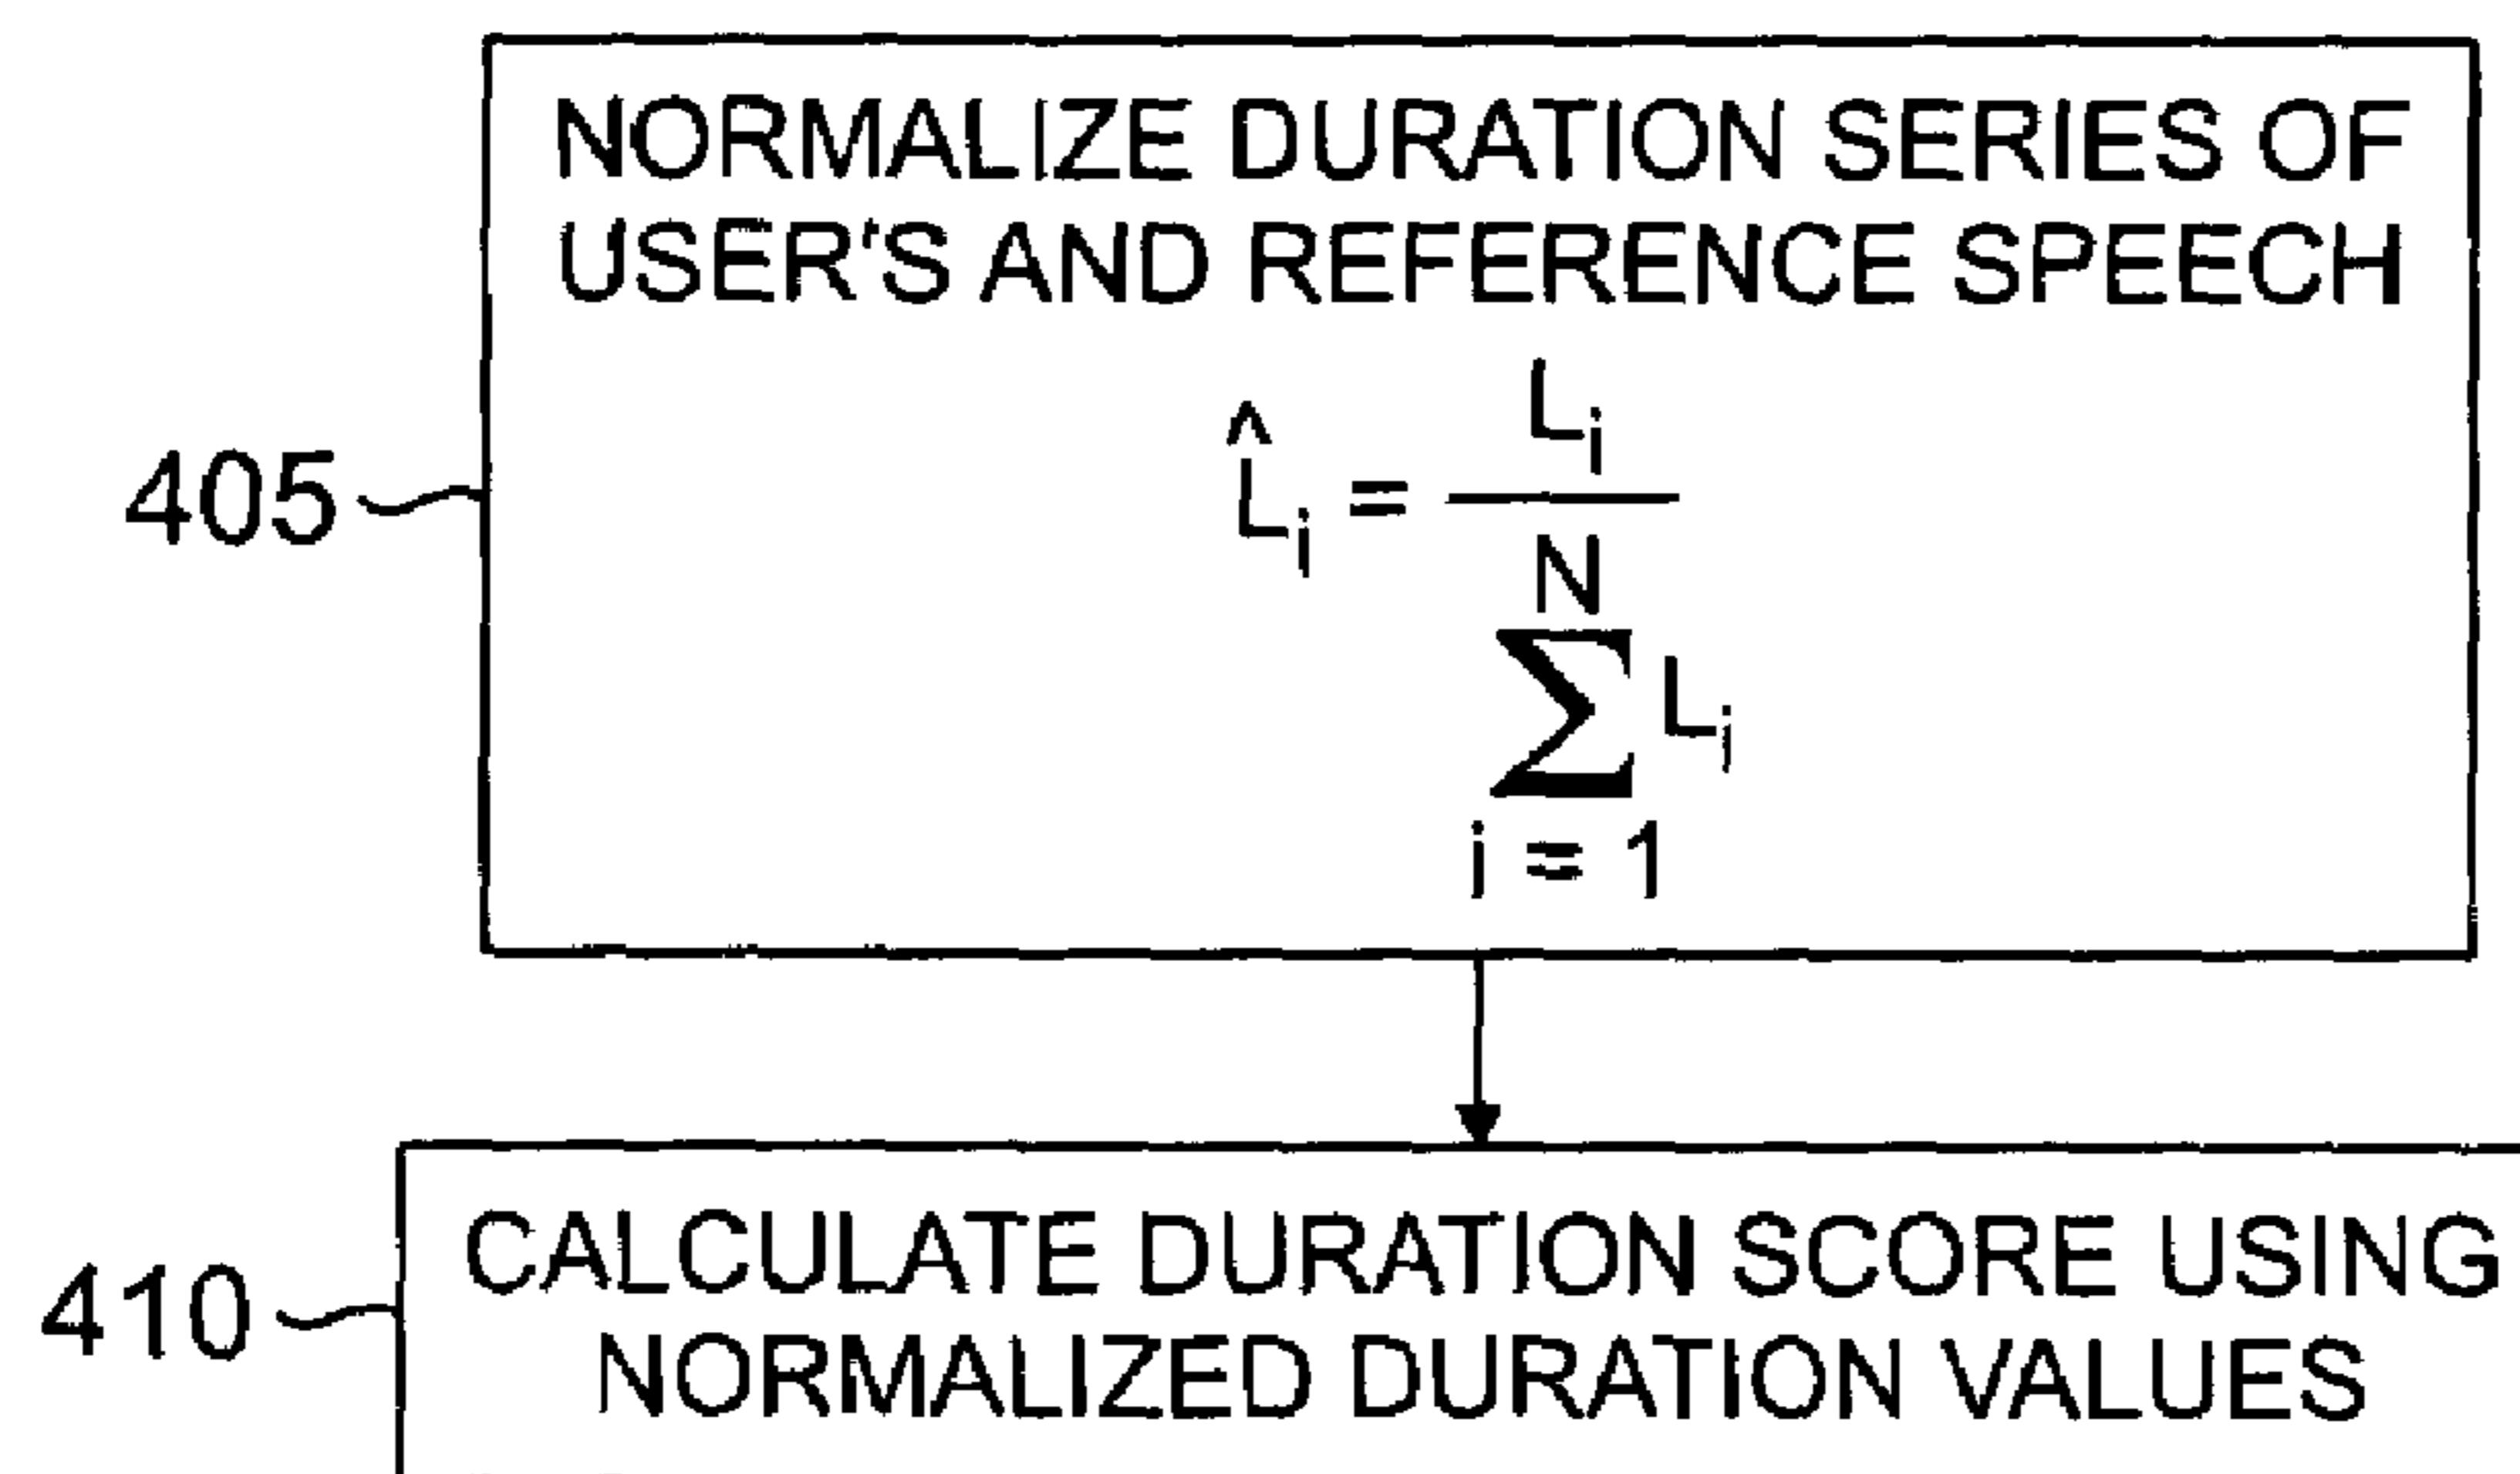 NORMALIZE DURATION SERIES OF
USER'S AND REFERENCE SPEECH
405
L̂i = Li / N Σ i = 1 Li
410
CALCULATE DURATION SCORE USING
NORMALIZED DURATION VALUES